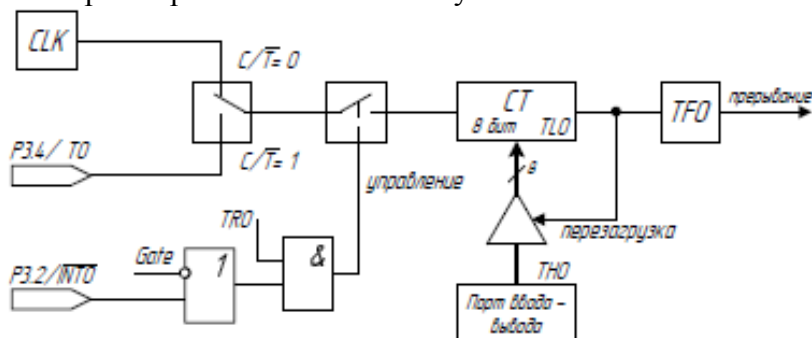 CLK
C/T̅= 0
CT
8 бит TL0
TF0
прерывание
P3.4/ T0
C/T̅= 1
управление
8
TR0
перезагрузка
Gate
1
&
P3.2/I̅N̅T̅0̅
TH0
Порт ввода –
вывода